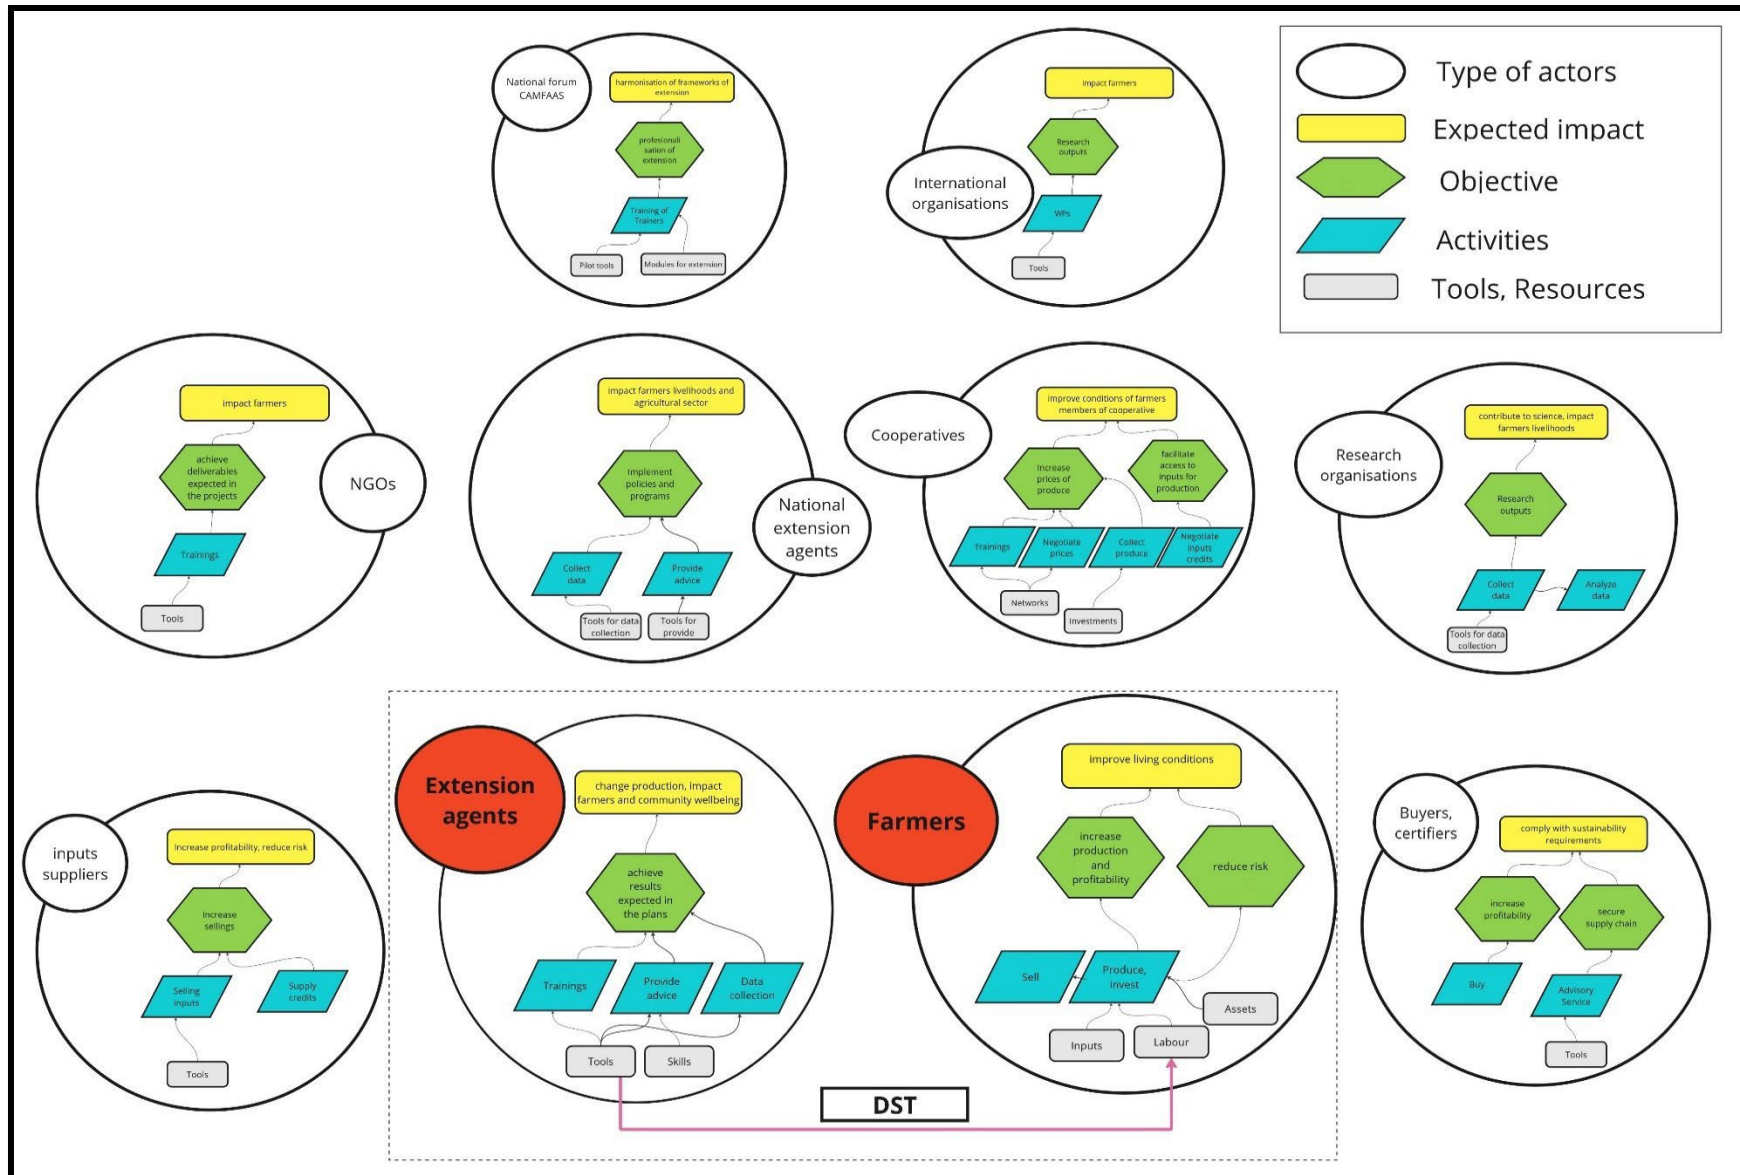 National forum
CAMFAAS
harmonisation of frameworks of
extension
profesionali
sation of
extension
Training of
Trainers
Pilot tools
Modules for extension
International
organisations
impact farmers
Research
outputs
WPs
Tools
Type of actors
Expected impact
Objective
Activities
Tools, Resources
NGOs
impact farmers
achieve
deliverables
expected in
the projects
Trainings
Tools
National
extension
agents
impact farmers livelihoods and
agricultural sector
Implement
policies and
programs
Collect
data
Provide
advice
Tools for data
collection
Tools for
provide
Cooperatives
improve conditions of farmers
members of cooperative
Increase
prices of
produce
facilitate
access to
inputs for
production
Trainings
Negotiate
prices
Collect
produce
Negotiate
inputs
credits
Networks
Investments
Research
organisations
contribute to science, impact
farmers livelihoods
Research
outputs
Collect
data
Analyze
data
Tools for data
collection
inputs
suppliers
Increase profitability, reduce risk
Increase
sellings
Selling
inputs
Supply
credits
Tools
Extension
agents
change production, impact
farmers and community wellbeing
achieve
results
expected in
the plans
Trainings
Provide
advice
Data
collection
Tools
Skills
Farmers
improve living conditions
increase
production
and
profitability
reduce risk
Sell
Produce,
invest
Assets
Inputs
Labour
DST
Buyers,
certifiers
comply with sustainability
requirements
increase
profitability
secure
supply chain
Buy
Advisory
Service
Tools